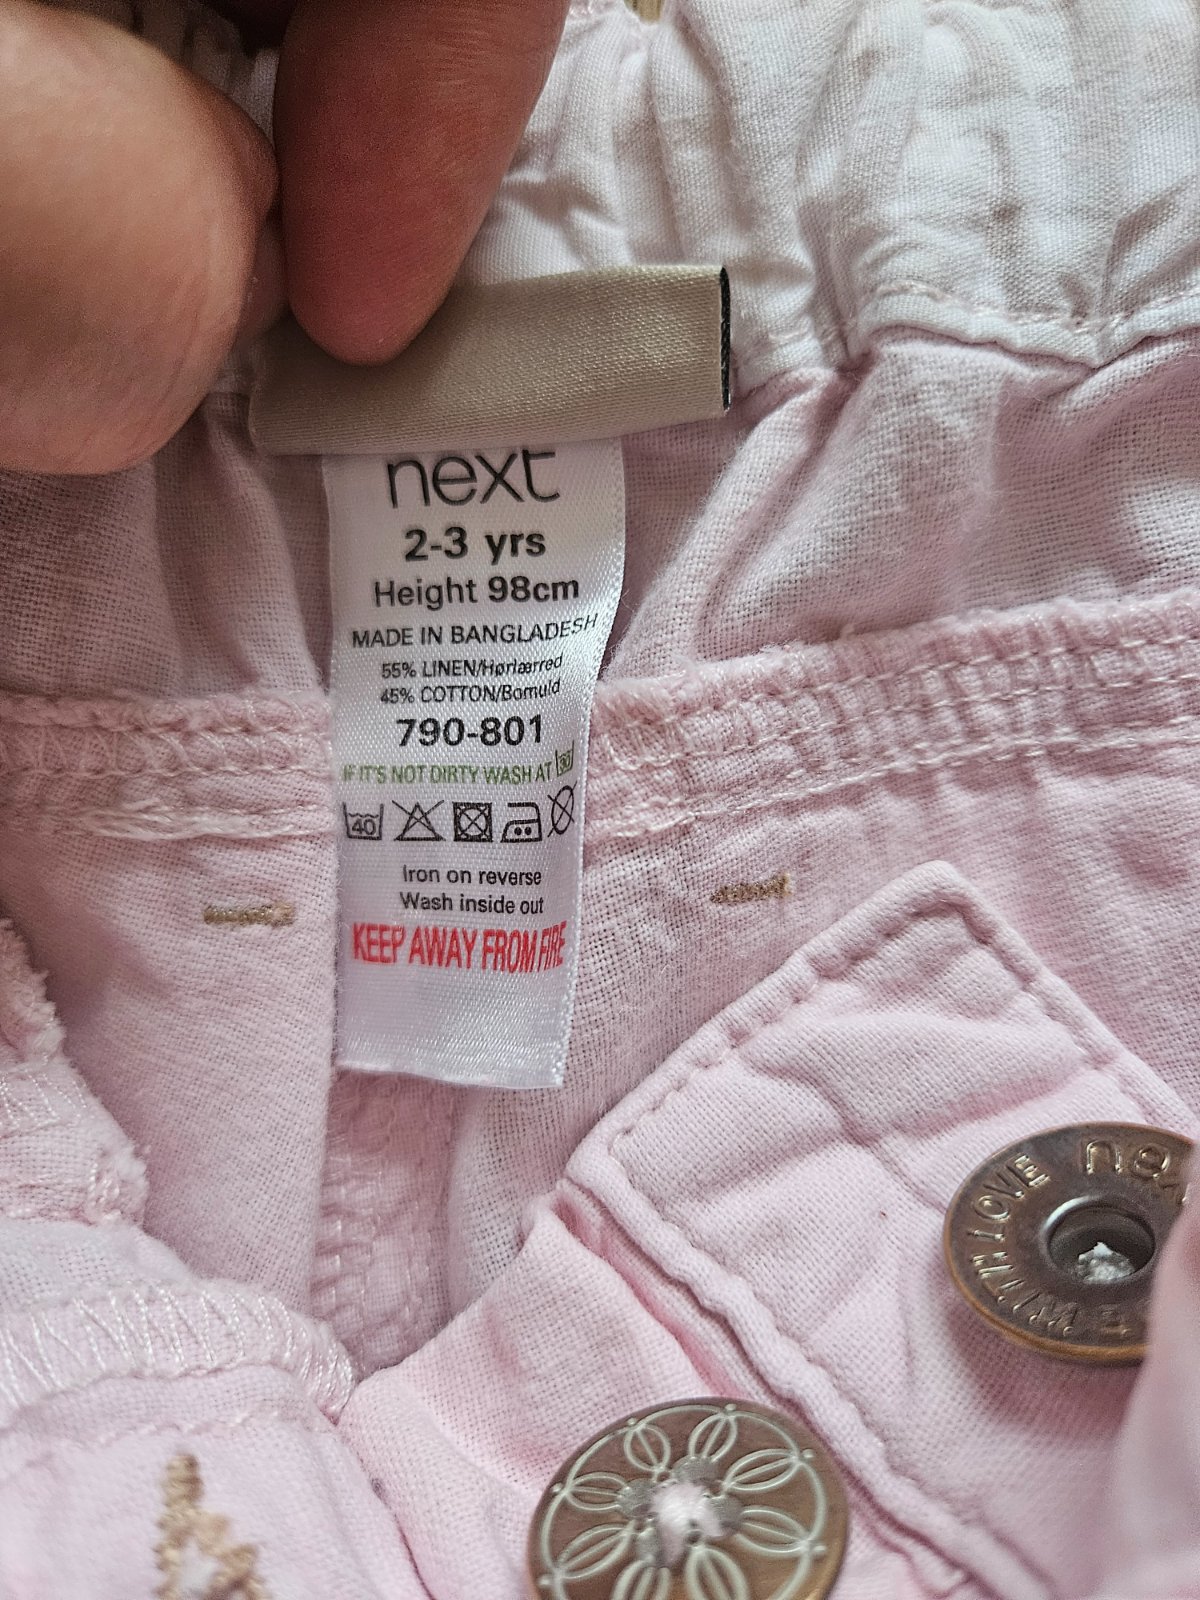 next
2-3 yrs
Height 98cm
MADE IN BANGLADESH
55% LINEN/Hørlærred
45% COTTON/Bomuld
790-801
IF IT'S NOT DIRTY WASH AT 30
40
Iron on reverse
Wash inside out
KEEP AWAY FROM FIRE
WITH LOVE